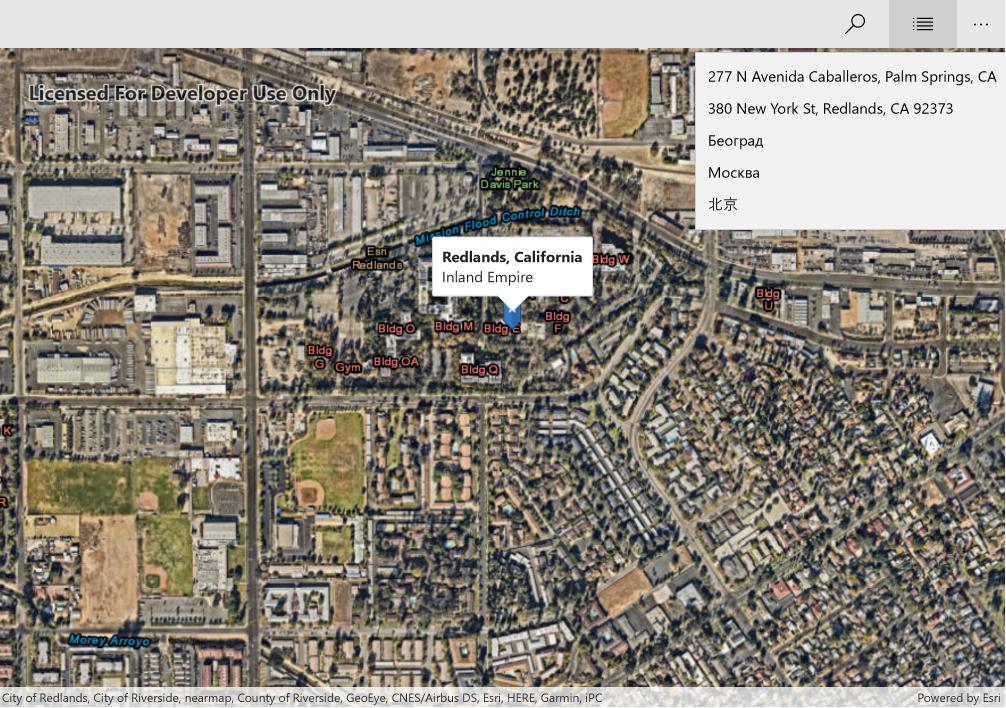 277 N Avenida Caballeros, Palm Springs, CA
380 New York St, Redlands, CA 92373
Београд
Москва
北京
Licensed For Developer Use Only
Jennie
Davis Park
Mission Flood Control Ditch
Esri
Redlands
Redlands, California
Inland Empire
Bldg W
Bldg
U
C
Bldg
F
Bldg O
Bldg M
Bldg E
Bldg
G
Gym
Bldg OA
Bldg Q
K
R
Morey Arroyo
City of Redlands, City of Riverside, nearmap, County of Riverside, GeoEye, CNES/Airbus DS, Esri, HERE, Garmin, iPC
Powered by Esri